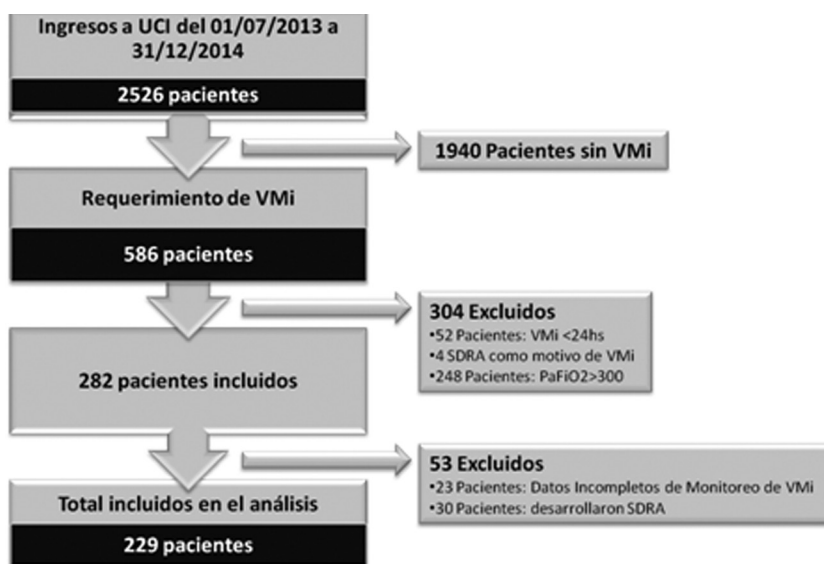 Ingresos a UCI del 01/07/2013 a
31/12/2014
2526 pacientes
1940 Pacientes sin VMi
Requerimiento de VMi
586 pacientes
304 Excluidos
•52 Pacientes: VMi <24hs
•4 SDRA como motivo de VMi
•248 Pacientes: PaFiO2>300
282 pacientes incluidos
53 Excluidos
•23 Pacientes: Datos Incompletos de Monitoreo de VMi
•30 Pacientes: desarrollaron SDRA
Total incluidos en el análisis
229 pacientes